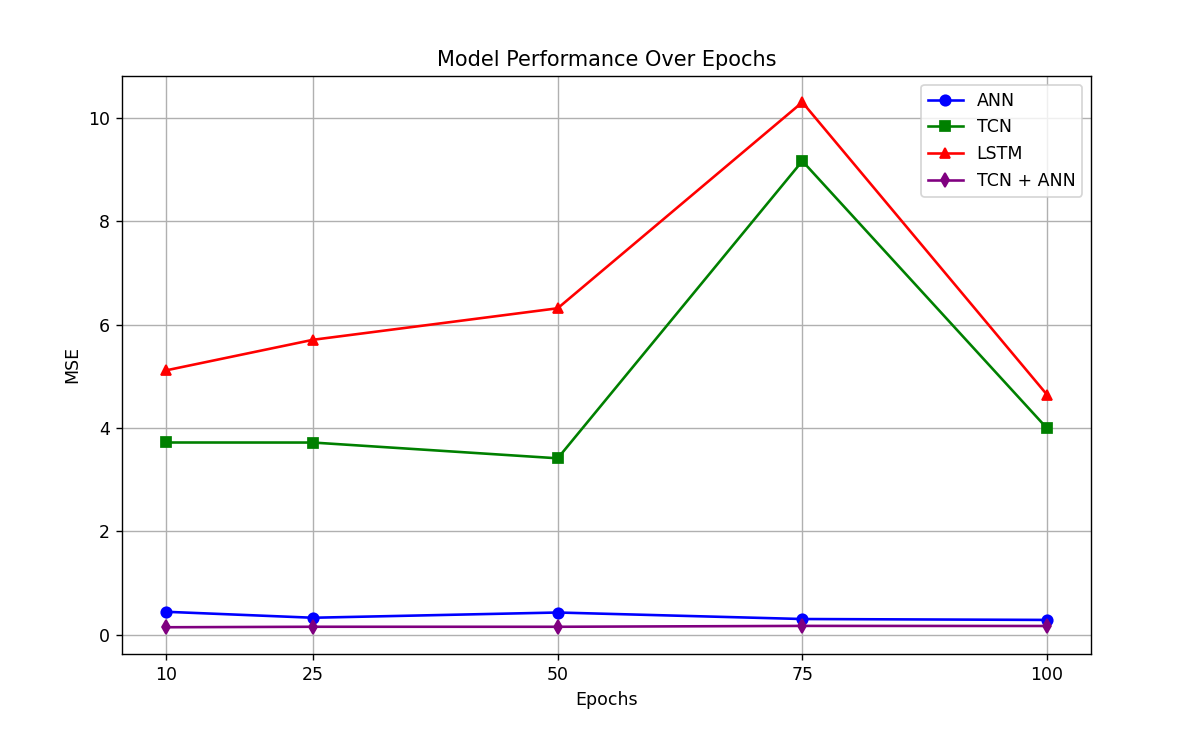 Model Performance Over Epochs
ANN
TCN
LSTM
TCN + ANN
10
8
6
4
2
0
MSE
10 25 50 75 100
Epochs